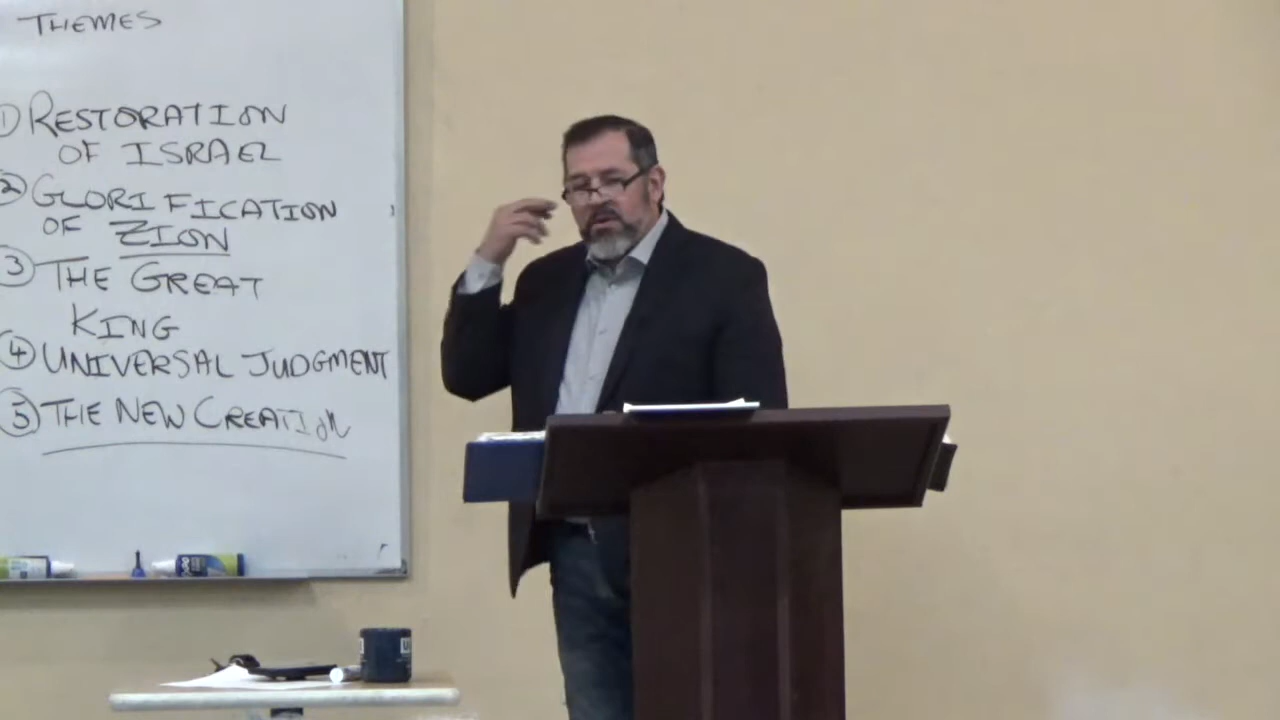 THEMES
① RESTORATION
OF ISRAEL
② GLORIFICATION
OF ZION
③ THE GREAT
KING
④ UNIVERSAL JUDGMENT
⑤ THE NEW CREATION